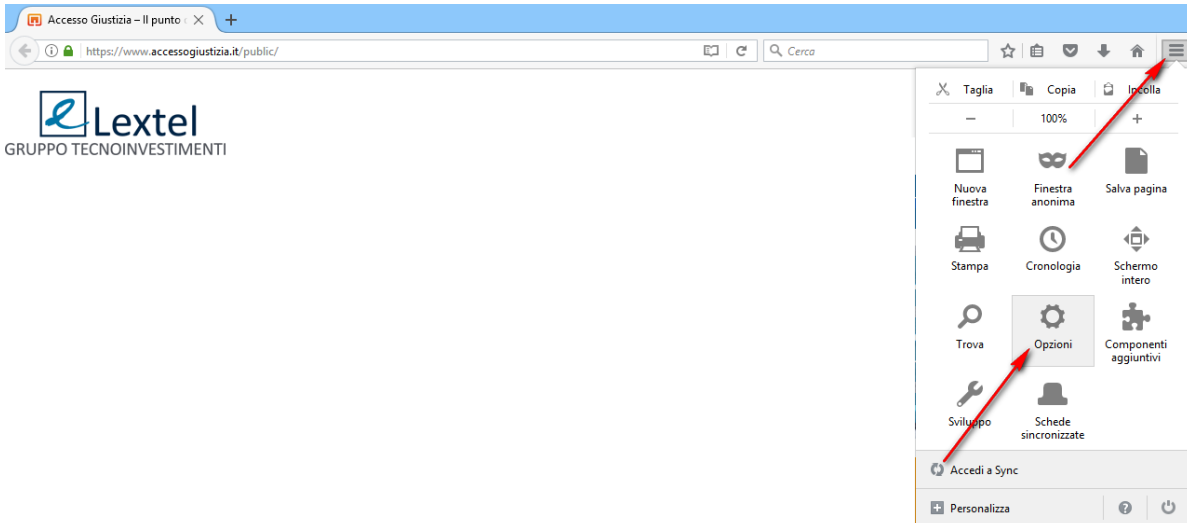 Accesso Giustizia – Il punto
https://www.accessogiustizia.it/public/
Cerca
Lextel
GRUPPO TECNOINVESTIMENTI
Taglia
Copia
Incolla
100%
Nuova
finestra
Finestra
anonima
Salva pagina
Stampa
Cronologia
Schermo
intero
Trova
Opzioni
Componenti
aggiuntivi
Sviluppo
Schede
sincronizzate
Accedi a Sync
Personalizza